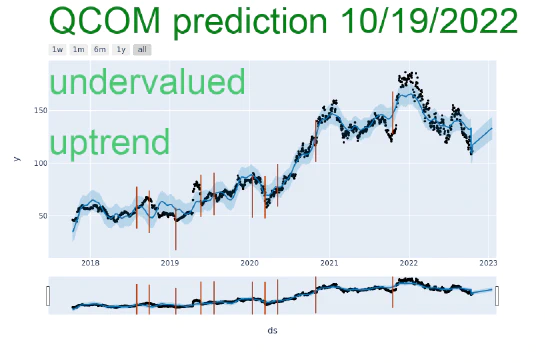 QCOM prediction 10/19/2022
1w 1m 6m 1y all
undervalued
150
uptrend
y
100
50
2018 2019 2020 2021 2022 2023
ds